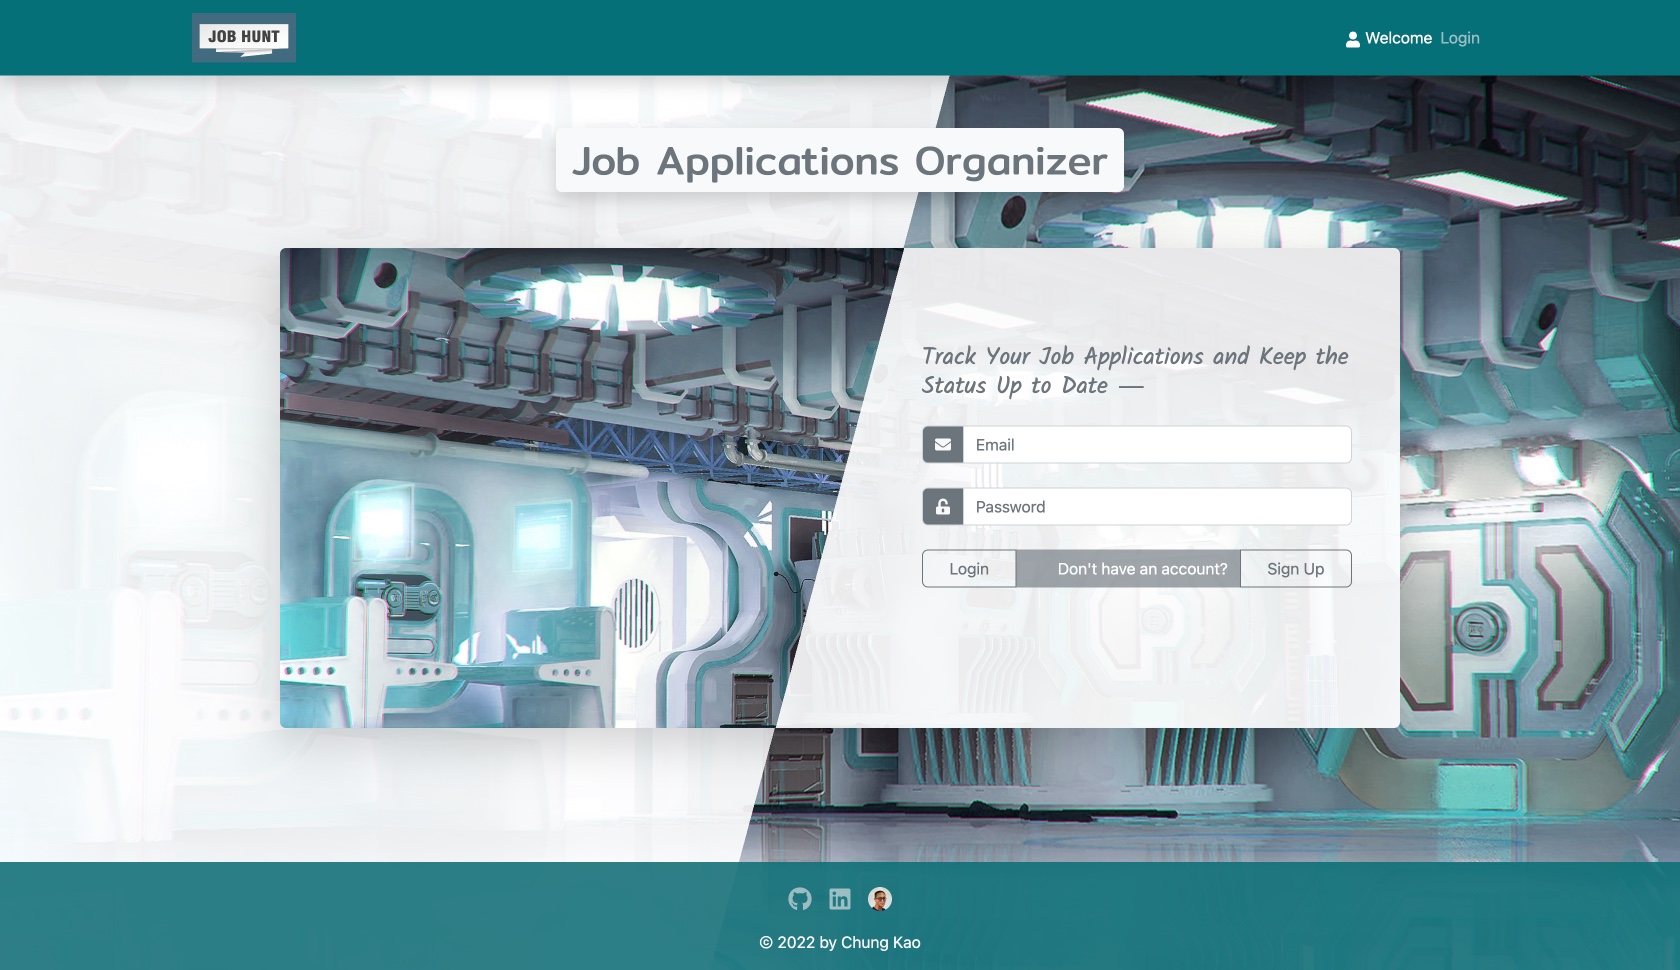 JOB HUNT
Welcome Login
Job Applications Organizer
Track Your Job Applications and Keep the
Status Up to Date —
Email
Password
Login Don't have an account? Sign Up
in
© 2022 by Chung Kao